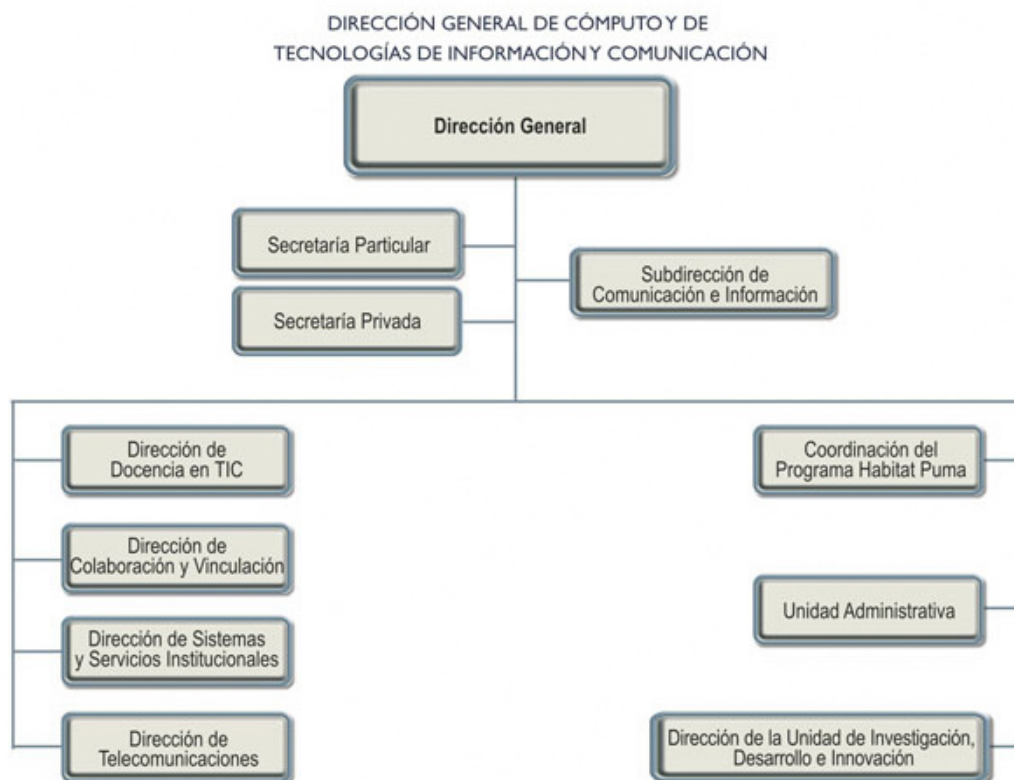 DIRECCIÓN GENERAL DE CÓMPUTO Y DE
TECNOLOGÍAS DE INFORMACIÓN Y COMUNICACIÓN
Dirección General
Secretaría Particular
Subdirección de
Comunicación e Información
Secretaría Privada
Dirección de
Docencia en TIC
Dirección de
Colaboración y Vinculación
Dirección de Sistemas
y Servicios Institucionales
Dirección de
Telecomunicaciones
Coordinación del
Programa Habitat Puma
Unidad Administrativa
Dirección de la Unidad de Investigación,
Desarrollo e Innovación